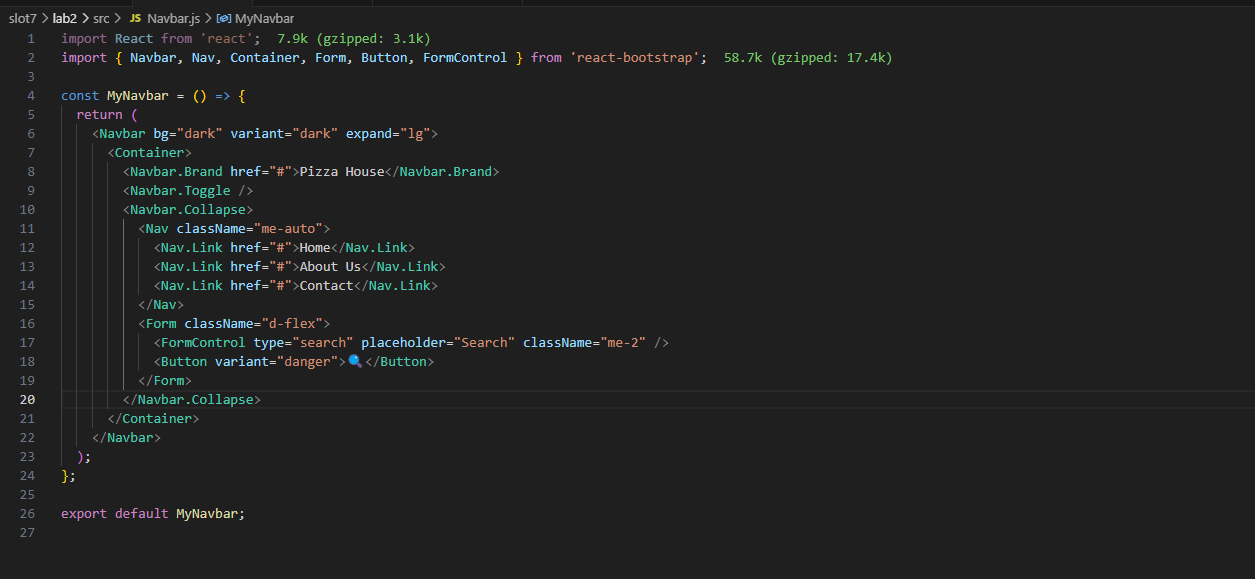 slot7 > lab2 > src > JS Navbar.js > MyNavbar
1 import React from 'react'; 7.9k (gzipped: 3.1k)
2 import { Navbar, Nav, Container, Form, Button, FormControl } from 'react-bootstrap'; 58.7k (gzipped: 17.4k)
3
4 const MyNavbar = () => {
5   return (
6     <Navbar bg="dark" variant="dark" expand="lg">
7       <Container>
8         <Navbar.Brand href="#">Pizza House</Navbar.Brand>
9         <Navbar.Toggle />
10         <Navbar.Collapse>
11           <Nav className="me-auto">
12             <Nav.Link href="#">Home</Nav.Link>
13             <Nav.Link href="#">About Us</Nav.Link>
14             <Nav.Link href="#">Contact</Nav.Link>
15           </Nav>
16           <Form className="d-flex">
17             <FormControl type="search" placeholder="Search" className="me-2" />
18             <Button variant="danger">🔍</Button>
19           </Form>
20         </Navbar.Collapse>
21       </Container>
22     </Navbar>
23   );
24 };
25
26 export default MyNavbar;
27